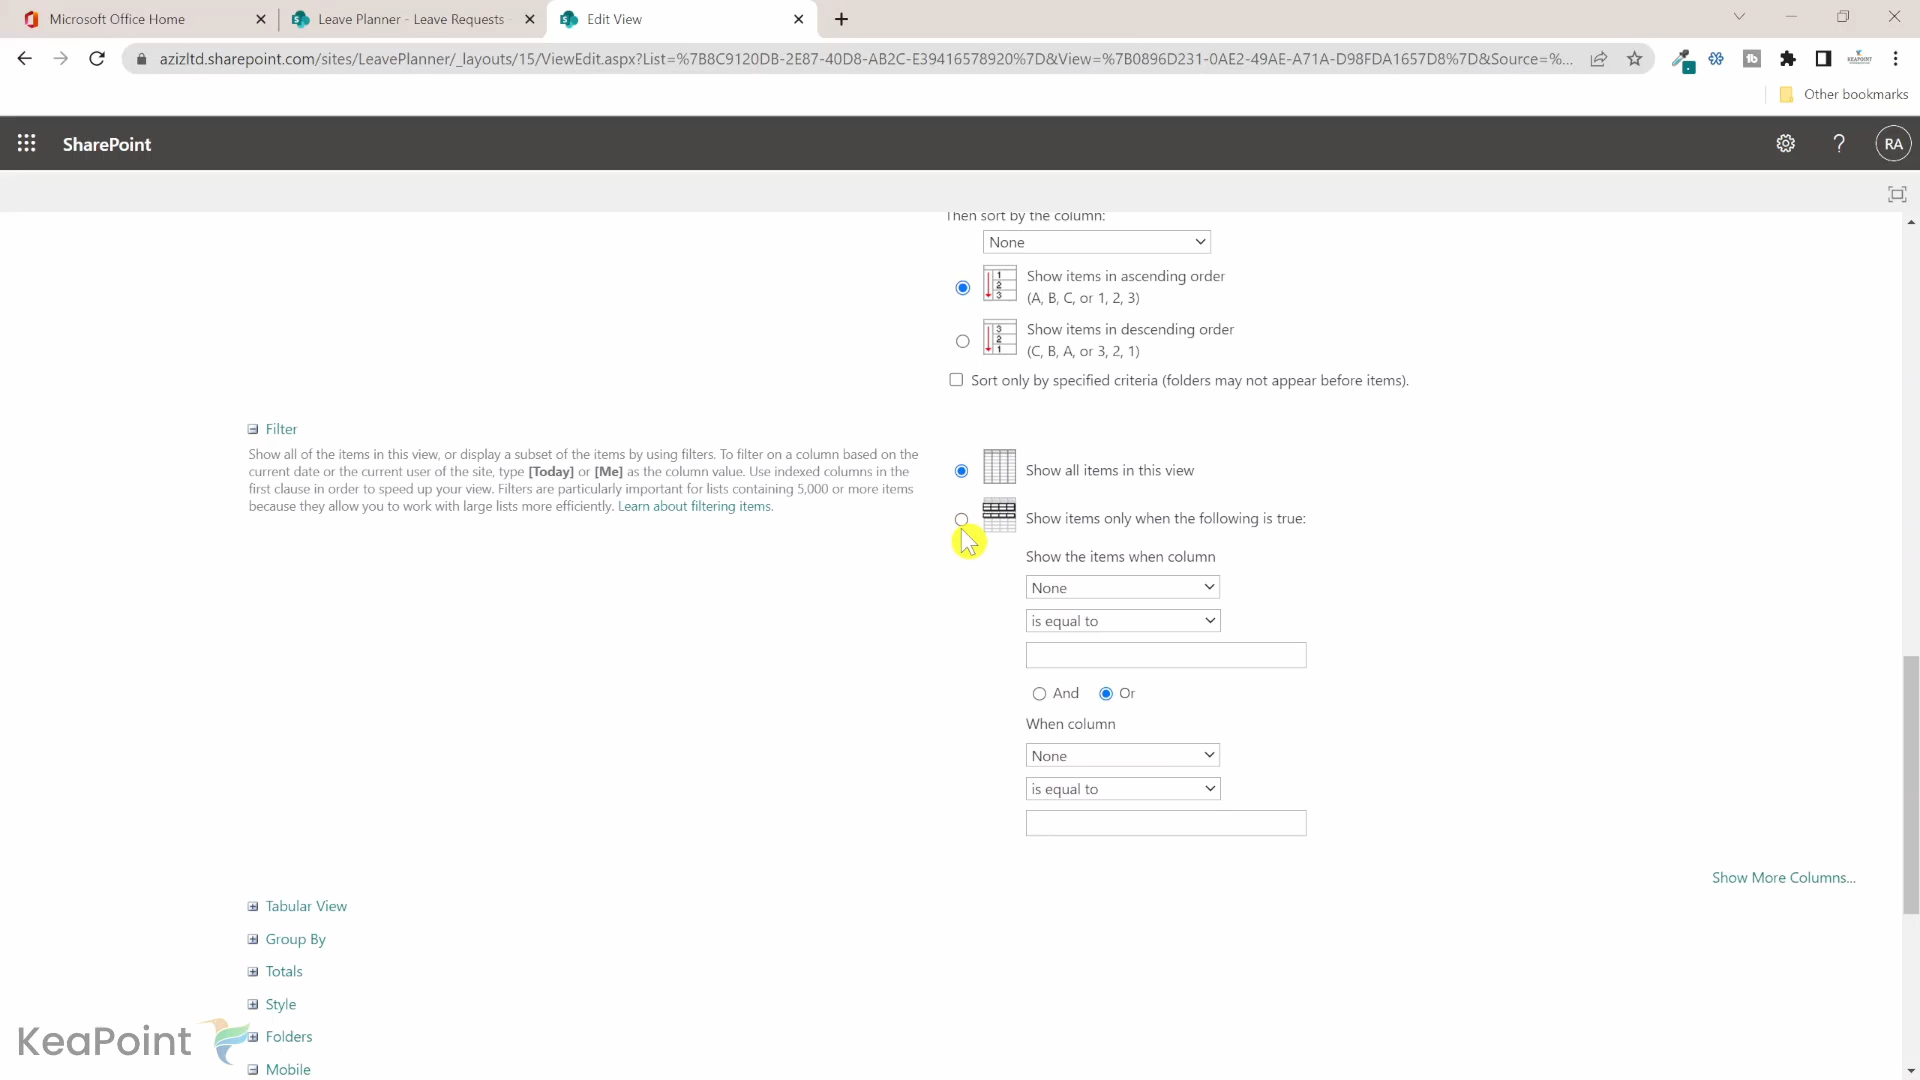 Microsoft Office Home
Leave Planner - Leave Requests
Edit View
azizltd.sharepoint.com/sites/LeavePlanner/_layouts/15/ViewEdit.aspx?List=%7B8C9120DB-2E87-40D8-AB2C-E39416578920%7D&View=%7B0896D231-0AE2-49AE-A71A-D98FDA1657D8%7D&Source=%...
Other bookmarks
SharePoint
RA
Then sort by the column:
None
Show items in ascending order
(A, B, C, or 1, 2, 3)
Show items in descending order
(C, B, A, or 3, 2, 1)
Sort only by specified criteria (folders may not appear before items).
Filter
Show all of the items in this view, or display a subset of the items by using filters. To filter on a column based on the
current date or the current user of the site, type [Today] or [Me] as the column value. Use indexed columns in the
first clause in order to speed up your view. Filters are particularly important for lists containing 5,000 or more items
because they allow you to work with large lists more efficiently. Learn about filtering items.
Show all items in this view
Show items only when the following is true:
Show the items when column
None
is equal to
And Or
When column
None
is equal to
Show More Columns...
Tabular View
Group By
Totals
Style
Folders
Mobile
KeaPoint